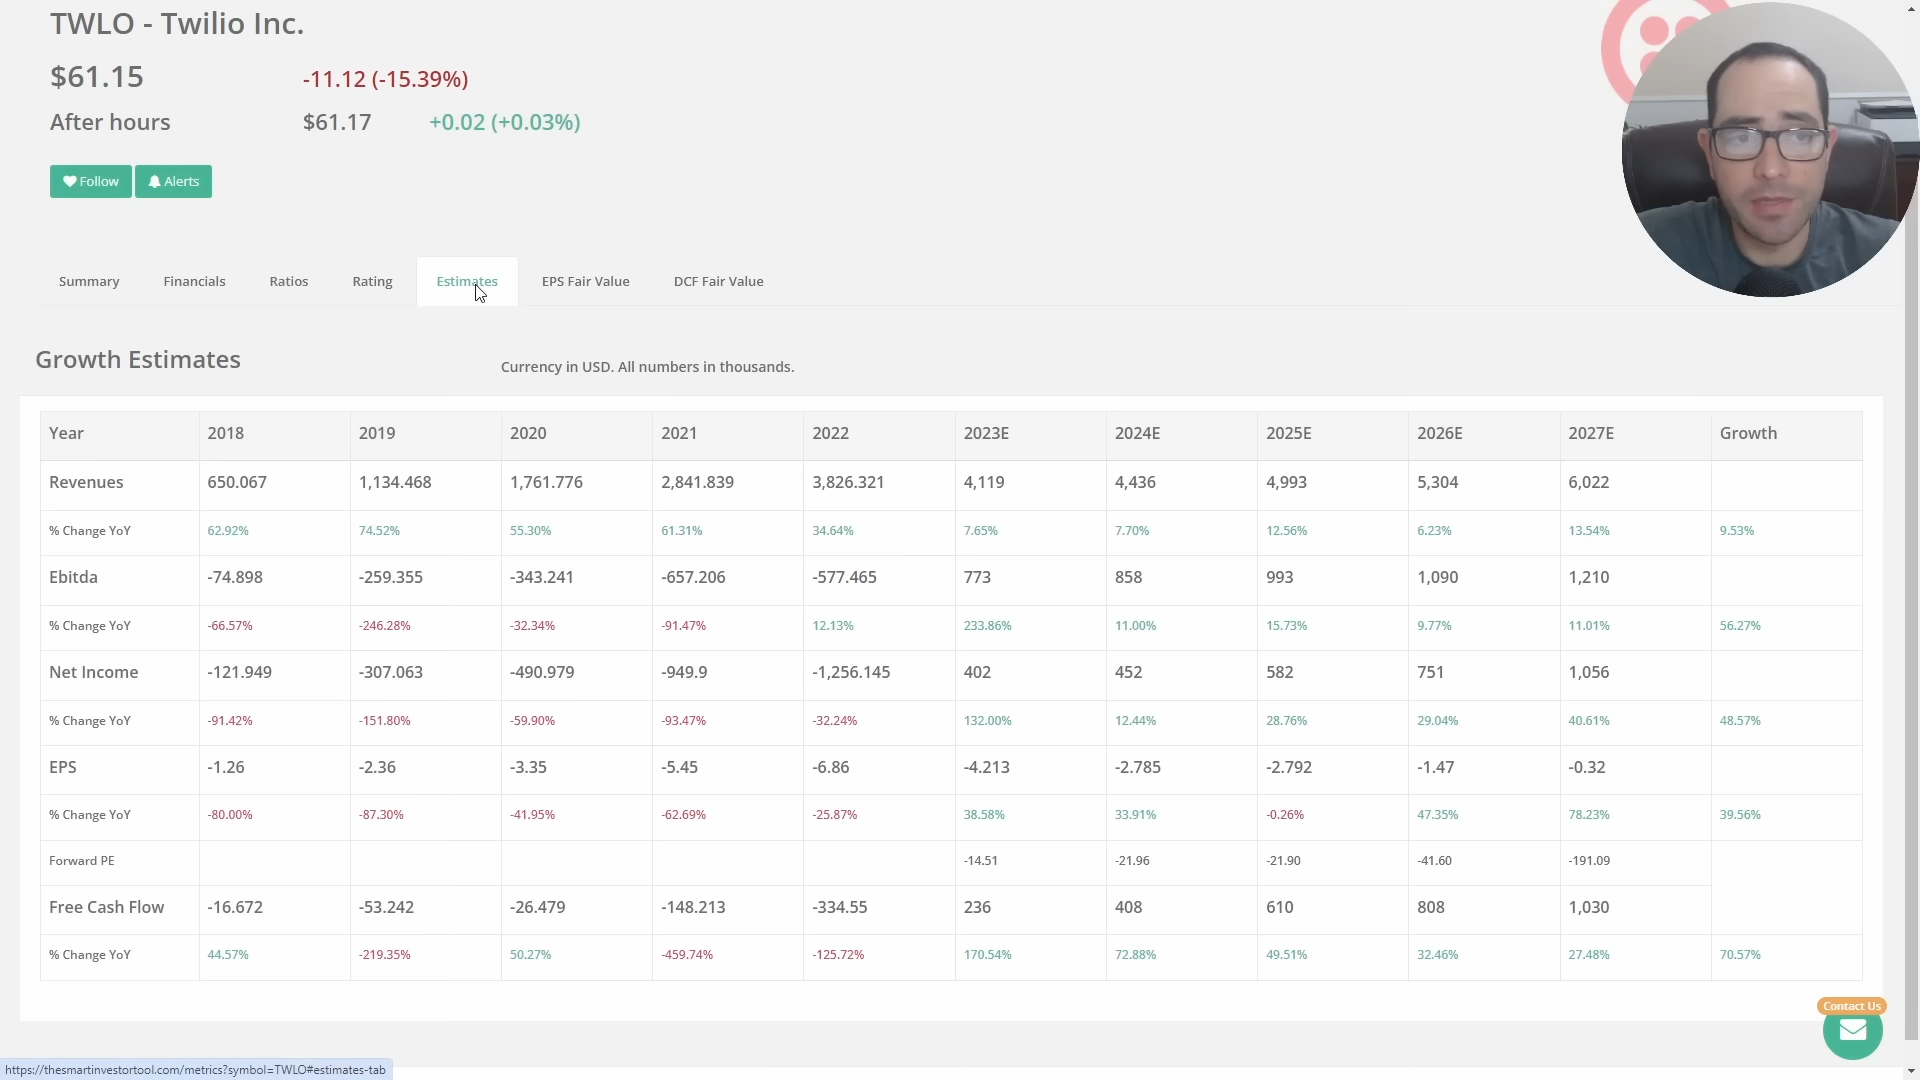 TWLO - Twilio Inc.
$61.15 -11.12 (-15.39%)
After hours $61.17 +0.02 (+0.03%)
Follow Alerts
Summary Financials Ratios Rating Estimates EPS Fair Value DCF Fair Value
Growth Estimates Currency in USD. All numbers in thousands.
Year 2018 2019 2020 2021 2022 2023E 2024E 2025E 2026E 2027E Growth
Revenues 650.067 1,134.468 1,761.776 2,841.839 3,826.321 4,119 4,436 4,993 5,304 6,022
% Change YoY 62.92% 74.52% 55.30% 61.31% 34.64% 7.65% 7.70% 12.56% 6.23% 13.54% 9.53%
Ebitda -74.898 -259.355 -343.241 -657.206 -577.465 773 858 993 1,090 1,210
% Change YoY -66.57% -246.28% -32.34% -91.47% 12.13% 233.86% 11.00% 15.73% 9.77% 11.01% 56.27%
Net Income -121.949 -307.063 -490.979 -949.9 -1,256.145 402 452 582 751 1,056
% Change YoY -91.42% -151.80% -59.90% -93.47% -32.24% 132.00% 12.44% 28.76% 29.04% 40.61% 48.57%
EPS -1.26 -2.36 -3.35 -5.45 -6.86 -4.213 -2.785 -2.792 -1.47 -0.32
% Change YoY -80.00% -87.30% -41.95% -62.69% -25.87% 38.58% 33.91% -0.26% 47.35% 78.23% 39.56%
Forward PE -14.51 -21.96 -21.90 -41.60 -191.09
Free Cash Flow -16.672 -53.242 -26.479 -148.213 -334.55 236 408 610 808 1,030
% Change YoY 44.57% -219.35% 50.27% -459.74% -125.72% 170.54% 72.88% 49.51% 32.46% 27.48% 70.57%
Contact Us
https://thesmartinvestortool.com/metrics?symbol=TWLO#estimates-tab